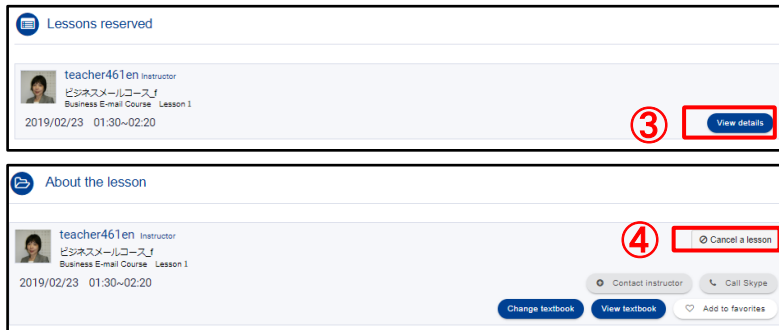 Lessons reserved
teacher461en Instructor
ビジネスメールコース_f
Business E-mail Course Lesson 1
2019/02/23 01:30~02:20
③
View details
About the lesson
teacher461en Instructor
④
Cancel a lesson
ビジネスメールコース_f
Business E-mail Course Lesson 1
2019/02/23 01:30~02:20
Contact instructor
Call Skype
Change textbook
View textbook
Add to favorites